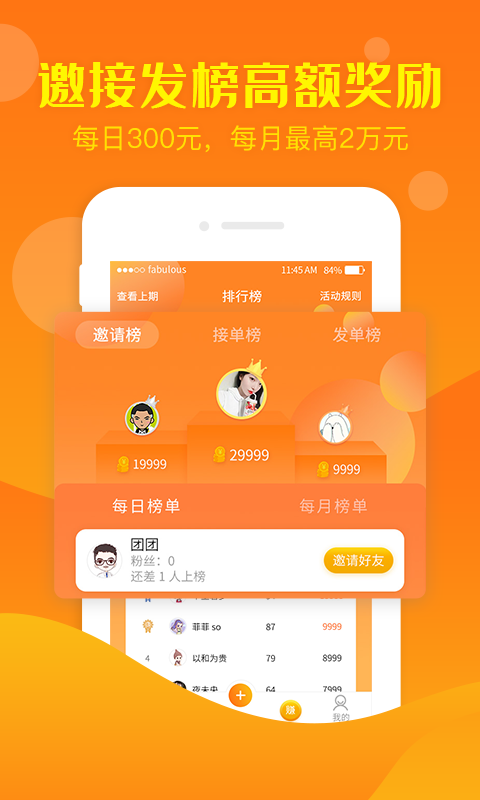 邀接发榜高额奖励
每日300元，每月最高2万元
fabulous 11:45 AM 84%
查看上期 排行榜 活动规则
邀请榜 接单榜 发单榜
29999
19999
9999
每日榜单 每月榜单
团团
粉丝：0
还差 1 人上榜
邀请好友
菲菲 so 87 9999
4 以和为贵 79 8999
夜未央 64 7999
+
赚
我的